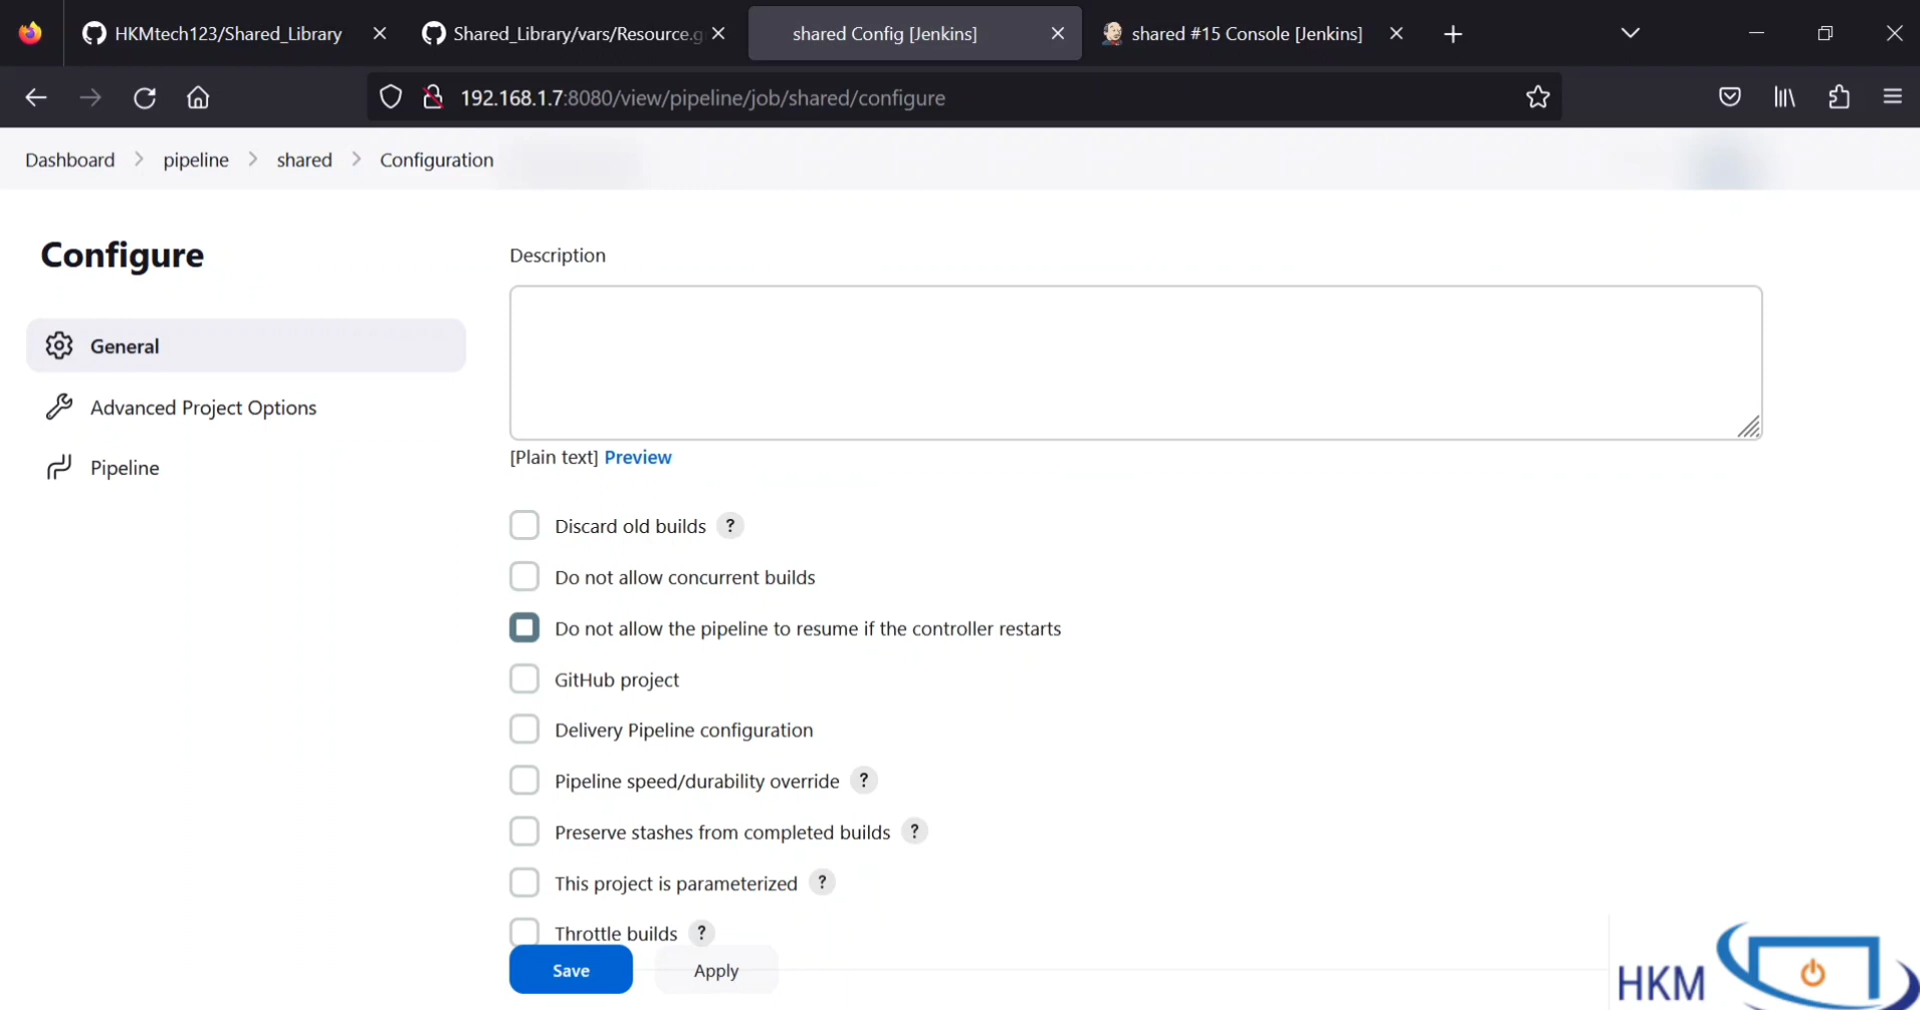 HKMtech123/Shared_Library
Shared_Library/vars/Resource.g
shared Config [Jenkins]
shared #15 Console [Jenkins]
192.168.1.7:8080/view/pipeline/job/shared/configure
Dashboard
pipeline
shared
Configuration
Configure
General
Advanced Project Options
Pipeline
Description
[Plain text] Preview
Discard old builds ?
Do not allow concurrent builds
Do not allow the pipeline to resume if the controller restarts
GitHub project
Delivery Pipeline configuration
Pipeline speed/durability override ?
Preserve stashes from completed builds ?
This project is parameterized ?
Throttle builds ?
Save
Apply
HKM